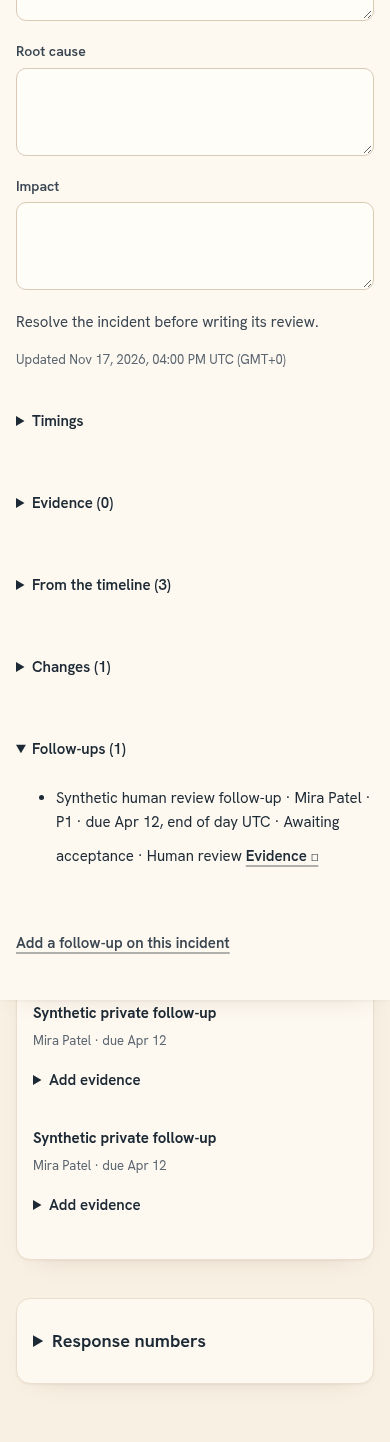 Root cause
Impact
Resolve the incident before writing its review.
Updated Nov 17, 2026, 04:00 PM UTC (GMT+0)
Timings
Evidence (0)
From the timeline (3)
Changes (1)
Follow-ups (1)
Synthetic human review follow-up · Mira Patel ·
P1 · due Apr 12, end of day UTC · Awaiting
acceptance · Human review Evidence
Add a follow-up on this incident
Synthetic private follow-up
Mira Patel · due Apr 12
Add evidence
Synthetic private follow-up
Mira Patel · due Apr 12
Add evidence
Response numbers